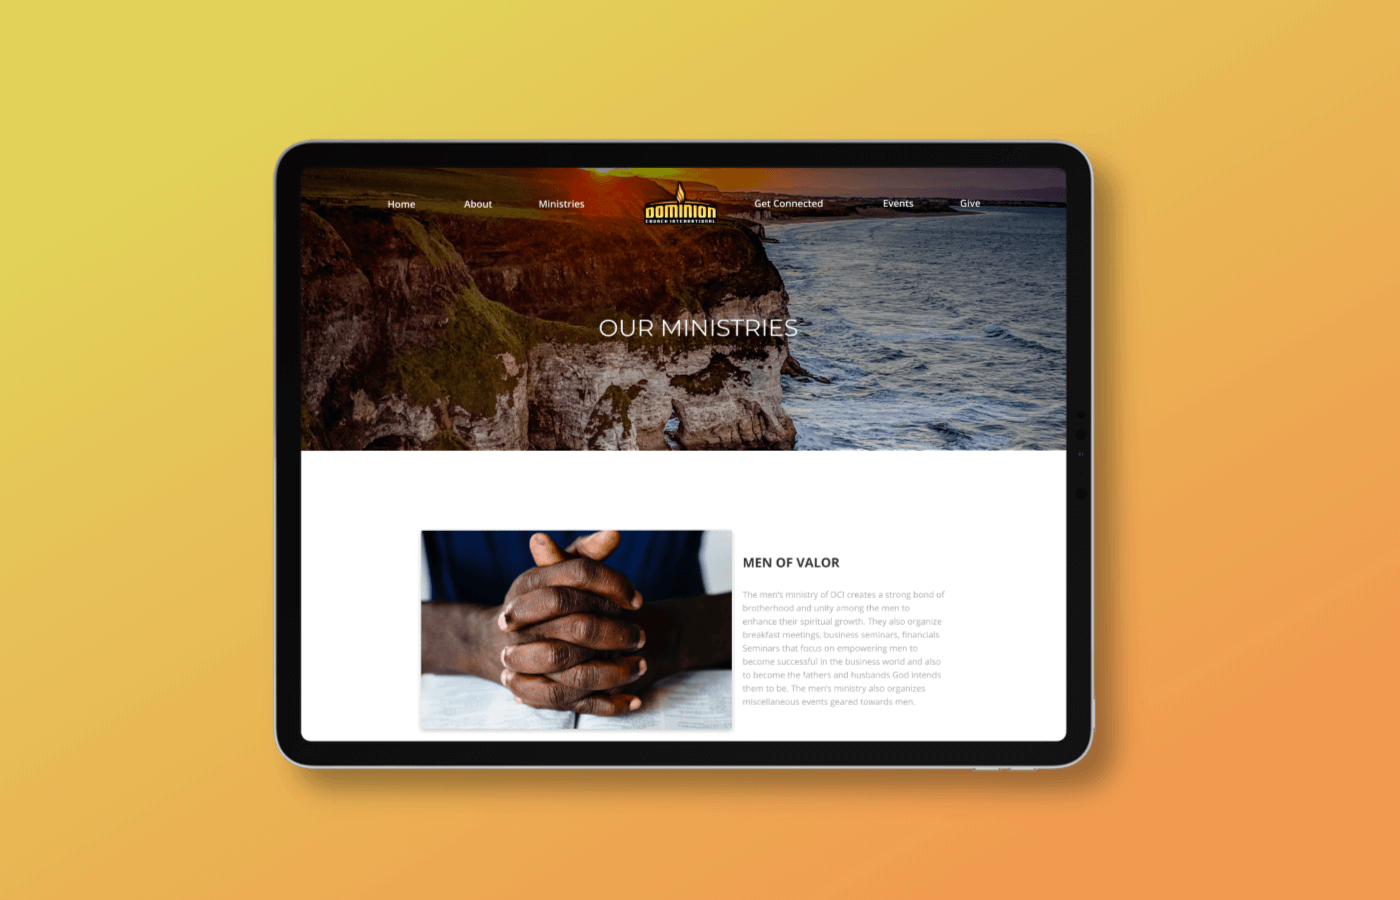 Home About Ministries DOMINION Get Connected Events Give
CHURCH INTERNATIONAL
OUR MINISTRIES
MEN OF VALOR
The men's ministry of DCI creates a strong bond of
brotherhood and unity among the men to
enhance their spiritual growth. They also organize
breakfast meetings, business seminars, financials
Seminars that focus on empowering men to
become successful in the business world and also
to become the fathers and husbands God intends
them to be. The men's ministry also organizes
miscellaneous events geared towards men.